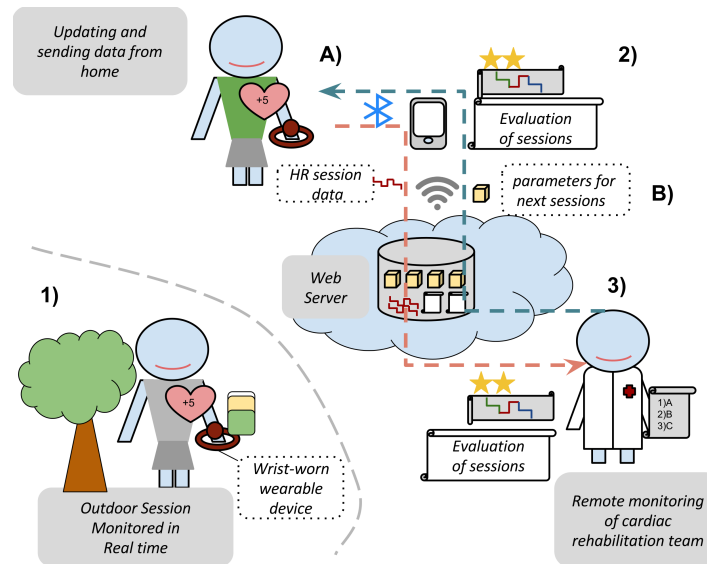 Updating and
sending data from
home
A)
2)
+5
Evaluation
of sessions
HR session
data
parameters for
next sessions
B)
Web
Server
1)
3)
+5
1)A
2)B
3)C
Evaluation
of sessions
Wrist-worn
wearable
device
Outdoor Session
Monitored in
Real time
Remote monitoring
of cardiac
rehabilitation team